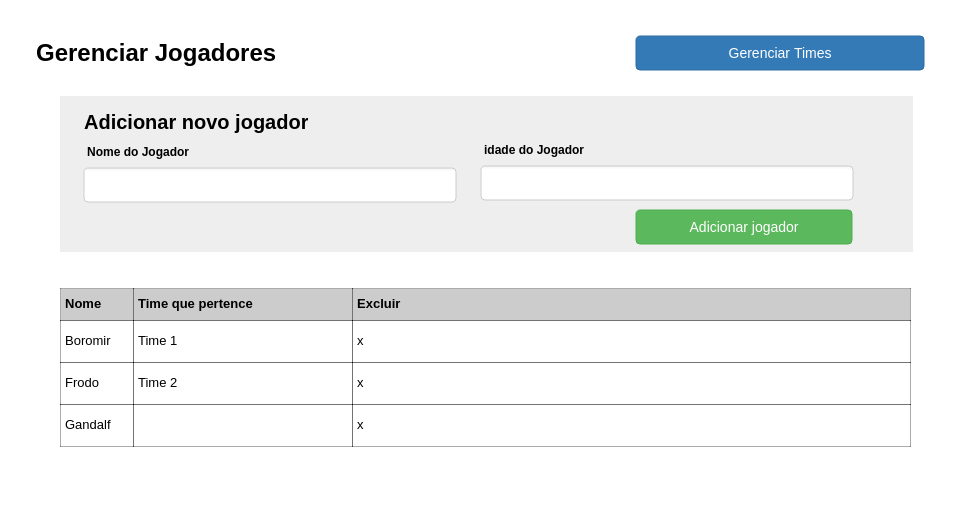 Gerenciar Jogadores
Gerenciar Times
Adicionar novo jogador
Nome do Jogador
idade do Jogador
Adicionar jogador
Nome Time que pertence Excluir
Boromir Time 1 x
Frodo Time 2 x
Gandalf x